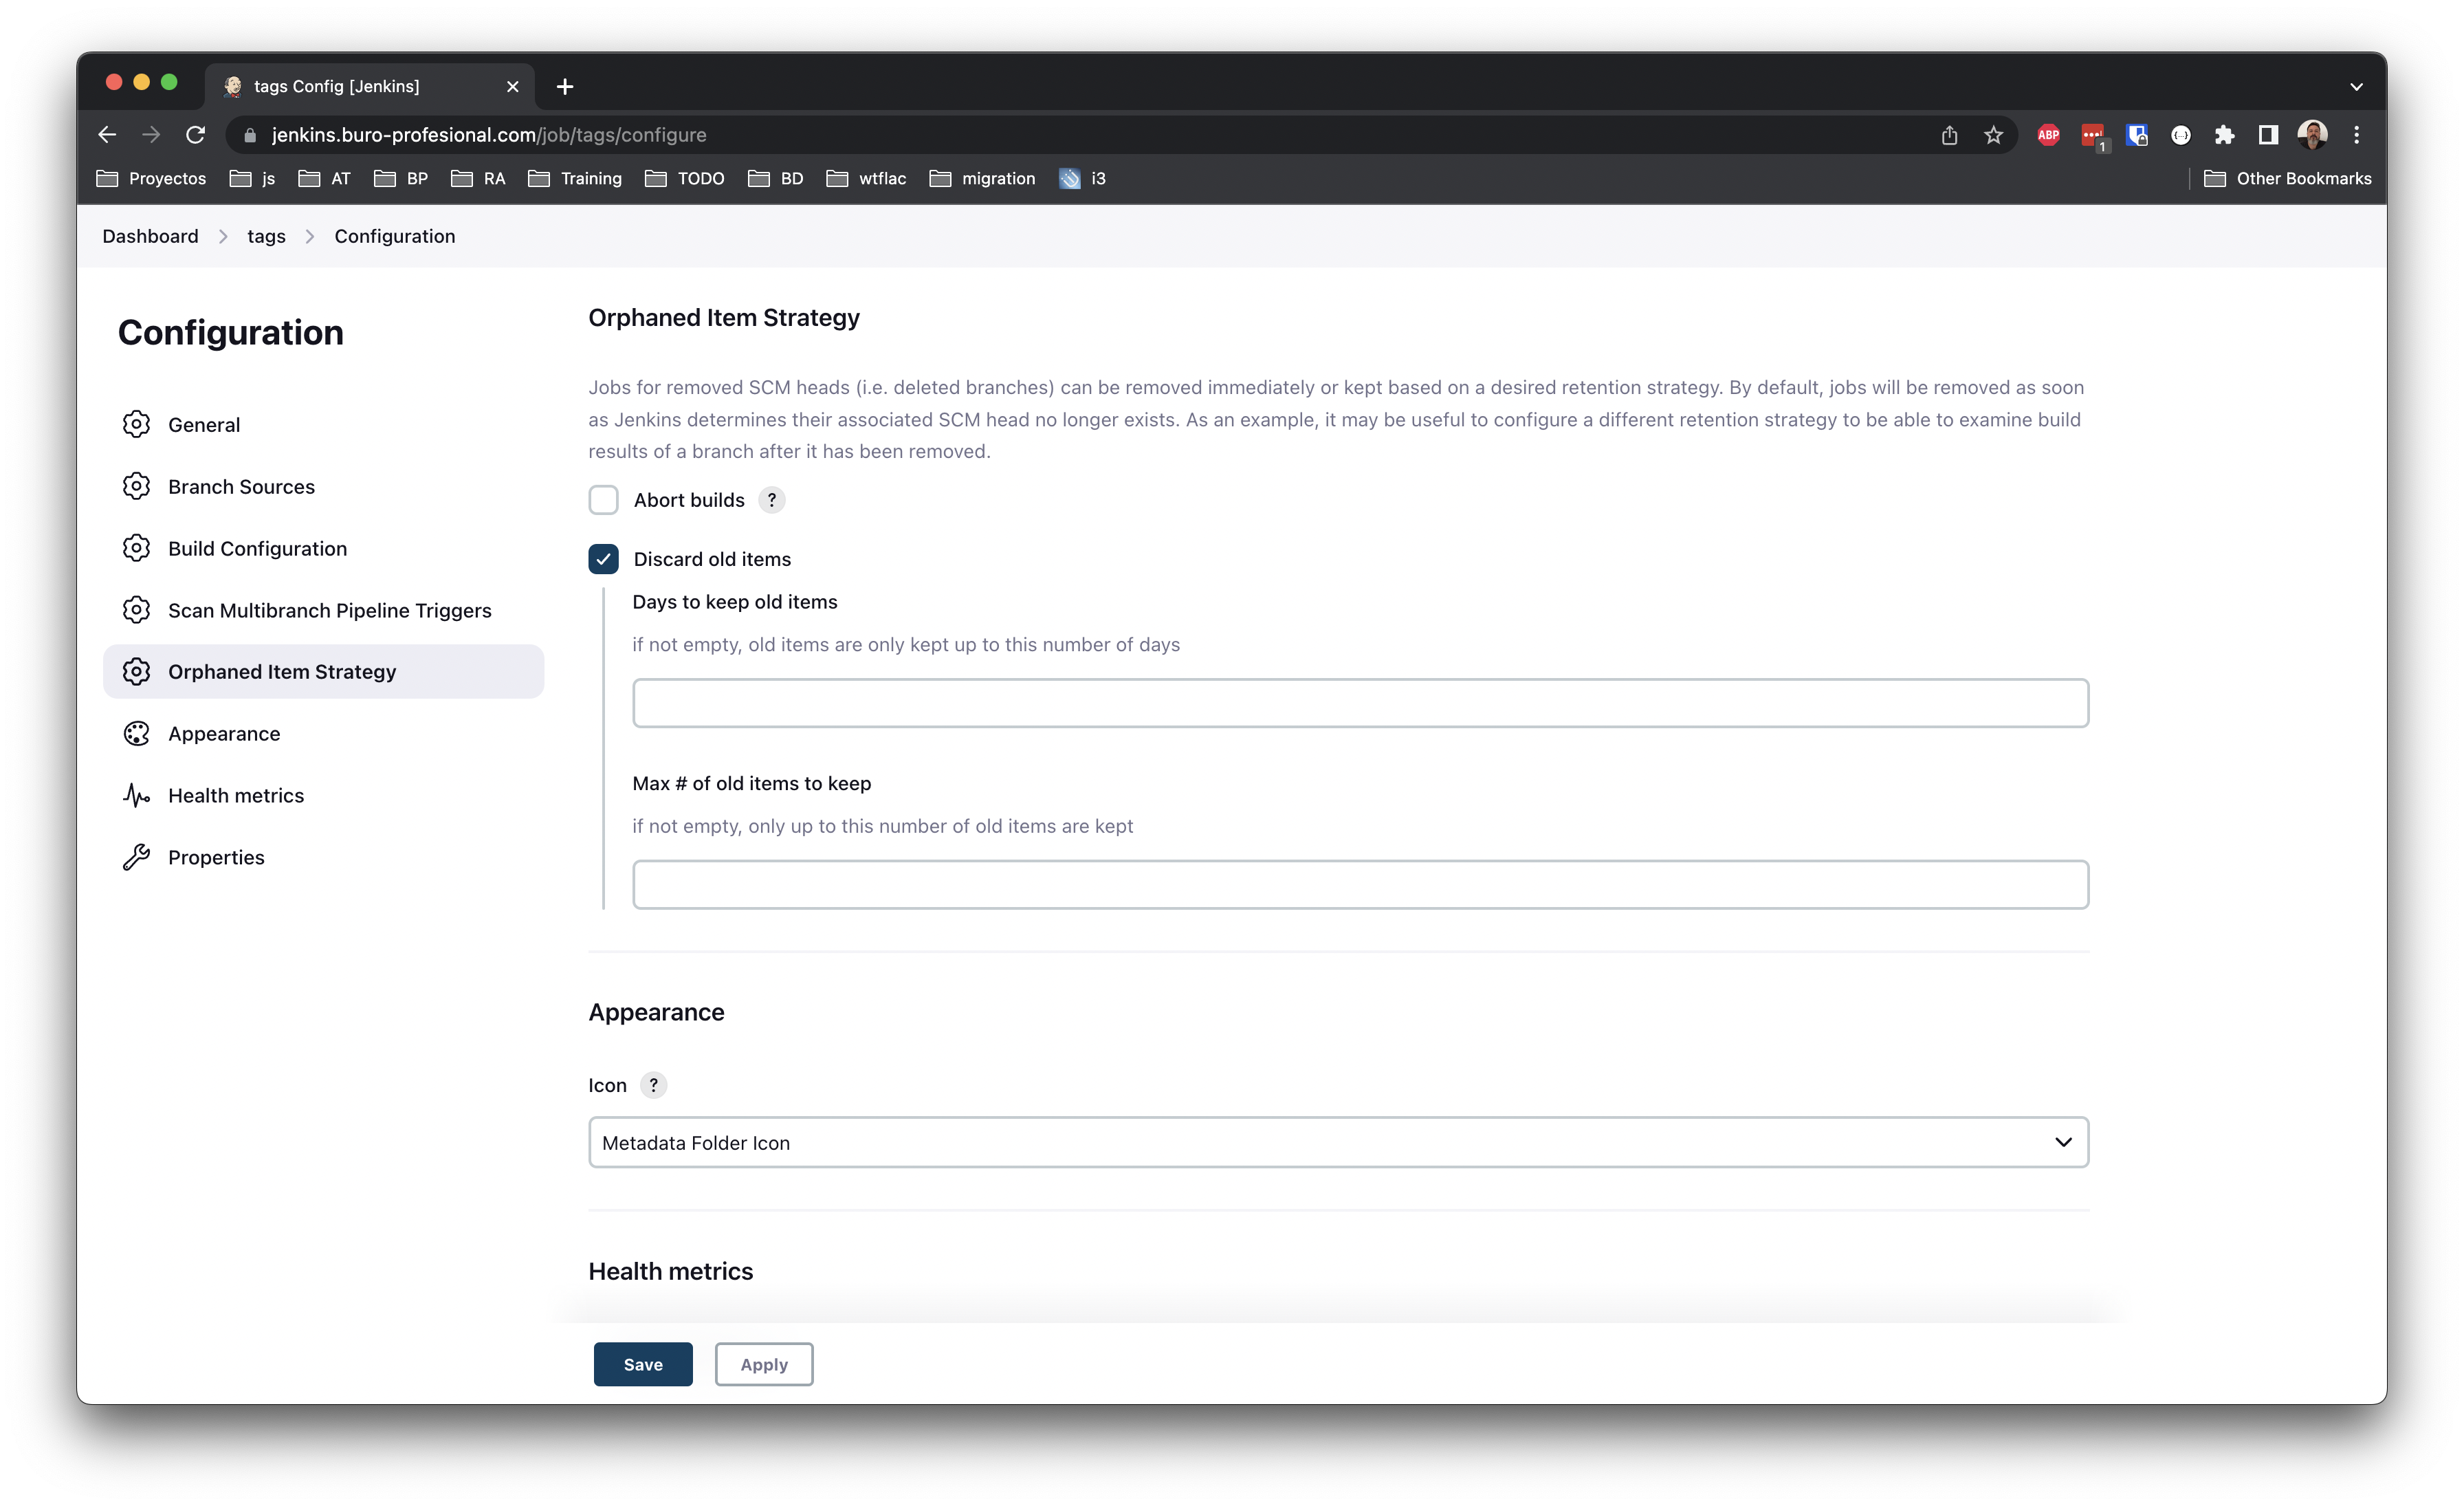 tags Config [Jenkins]
jenkins.buro-profesional.com/job/tags/configure
ABP
1
Proyectos js AT BP RA Training TODO BD wtflac migration i3 Other Bookmarks
Dashboard tags Configuration
Configuration
General
Branch Sources
Build Configuration
Scan Multibranch Pipeline Triggers
Orphaned Item Strategy
Appearance
Health metrics
Properties
Orphaned Item Strategy
Jobs for removed SCM heads (i.e. deleted branches) can be removed immediately or kept based on a desired retention strategy. By default, jobs will be removed as soon
as Jenkins determines their associated SCM head no longer exists. As an example, it may be useful to configure a different retention strategy to be able to examine build
results of a branch after it has been removed.
Abort builds ?
Discard old items
Days to keep old items
if not empty, old items are only kept up to this number of days
Max # of old items to keep
if not empty, only up to this number of old items are kept
Appearance
Icon ?
Metadata Folder Icon
Health metrics
Save Apply